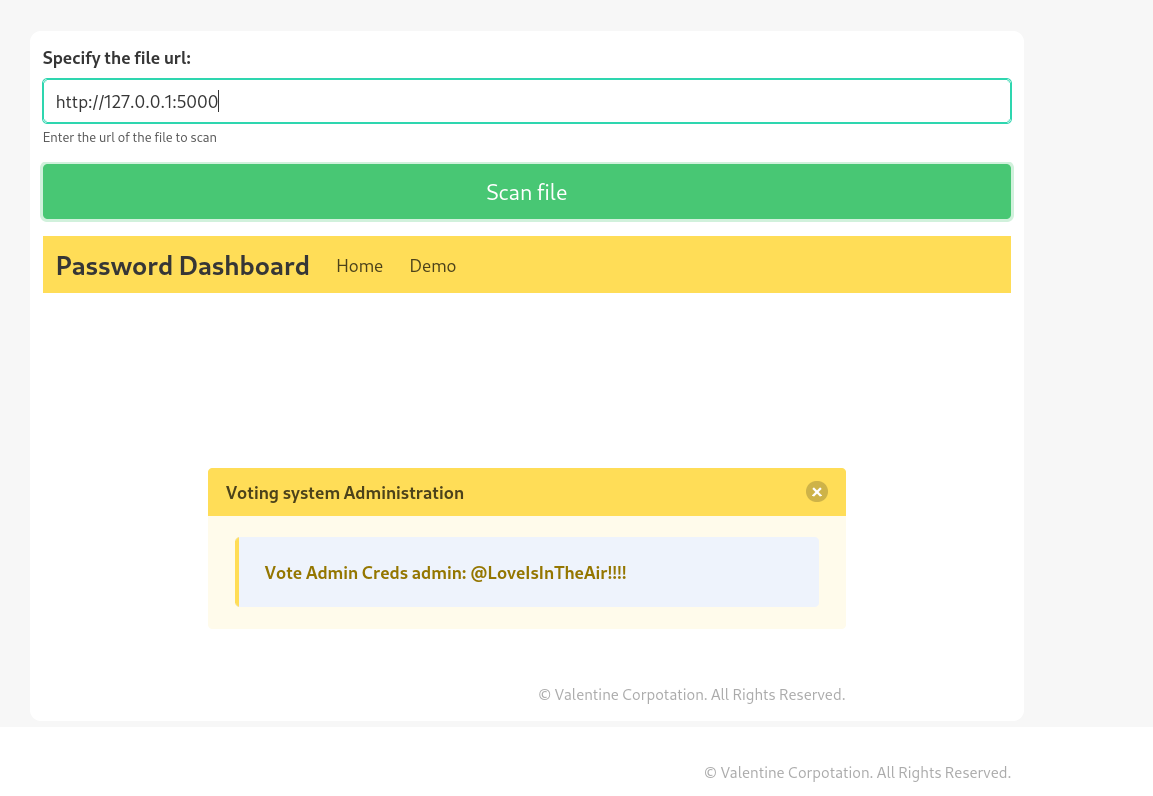 Specify the file url:
http://127.0.0.1:5000
Enter the url of the file to scan
Scan file
Password Dashboard Home Demo
Voting system Administration
Vote Admin Creds admin: @LoveIsInTheAir!!!!
© Valentine Corpotation. All Rights Reserved.
© Valentine Corpotation. All Rights Reserved.